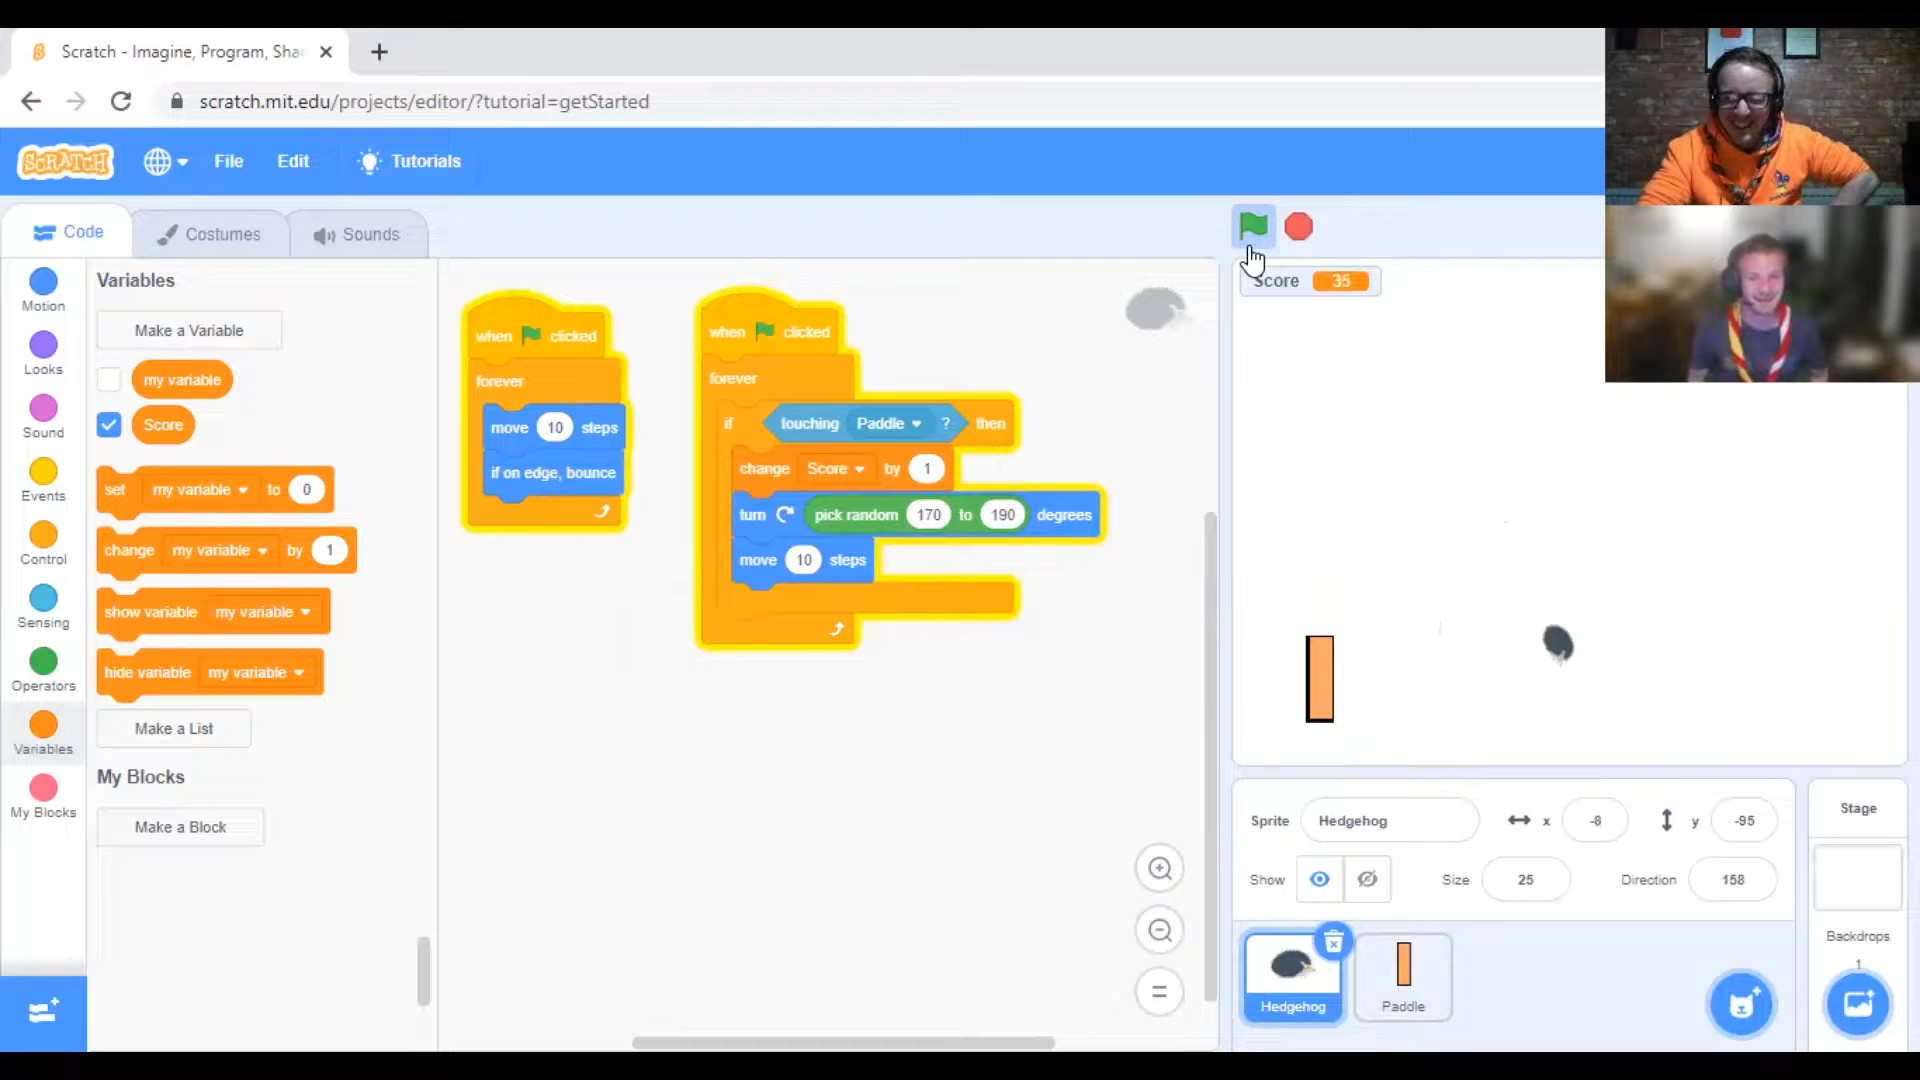 Scratch - Imagine, Program, Sha
scratch.mit.edu/projects/editor/?tutorial=getStarted
SCRATCH
File
Edit
Tutorials
Code
Costumes
Sounds
Motion
Looks
Sound
Events
Control
Sensing
Operators
Variables
My Blocks
Variables
Make a Variable
my variable
Score
set my variable to 0
change my variable by 1
show variable my variable
hide variable my variable
Make a List
My Blocks
Make a Block
when clicked
forever
move 10 steps
if on edge, bounce
when clicked
forever
if touching Paddle ? then
change Score by 1
turn pick random 170 to 190 degrees
move 10 steps
Score 35
Sprite Hedgehog x -8 y -95
Show Size 25 Direction 158
Hedgehog
Paddle
Stage
Backdrops
1